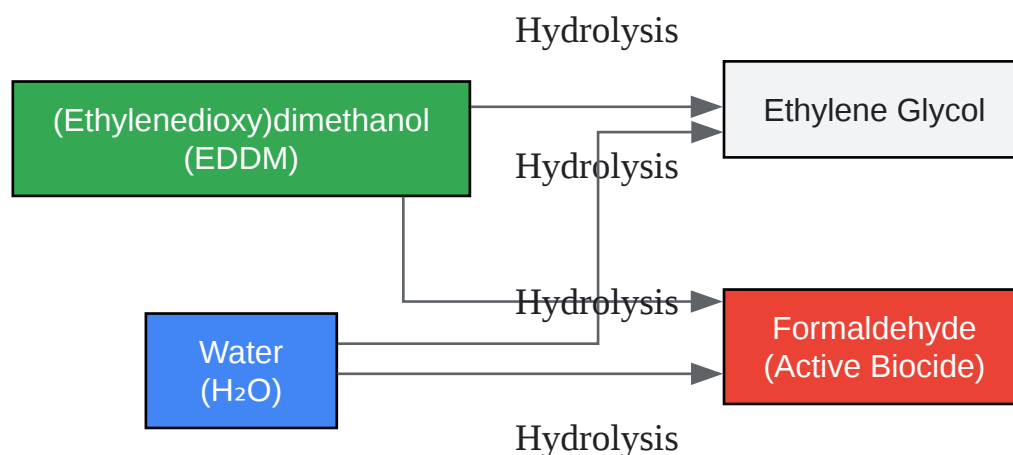 Hydrolysis
(Ethylenedioxy)dimethanol
(EDDM)
Ethylene Glycol
Hydrolysis
Hydrolysis
Water
(H₂O)
Formaldehyde
(Active Biocide)
Hydrolysis